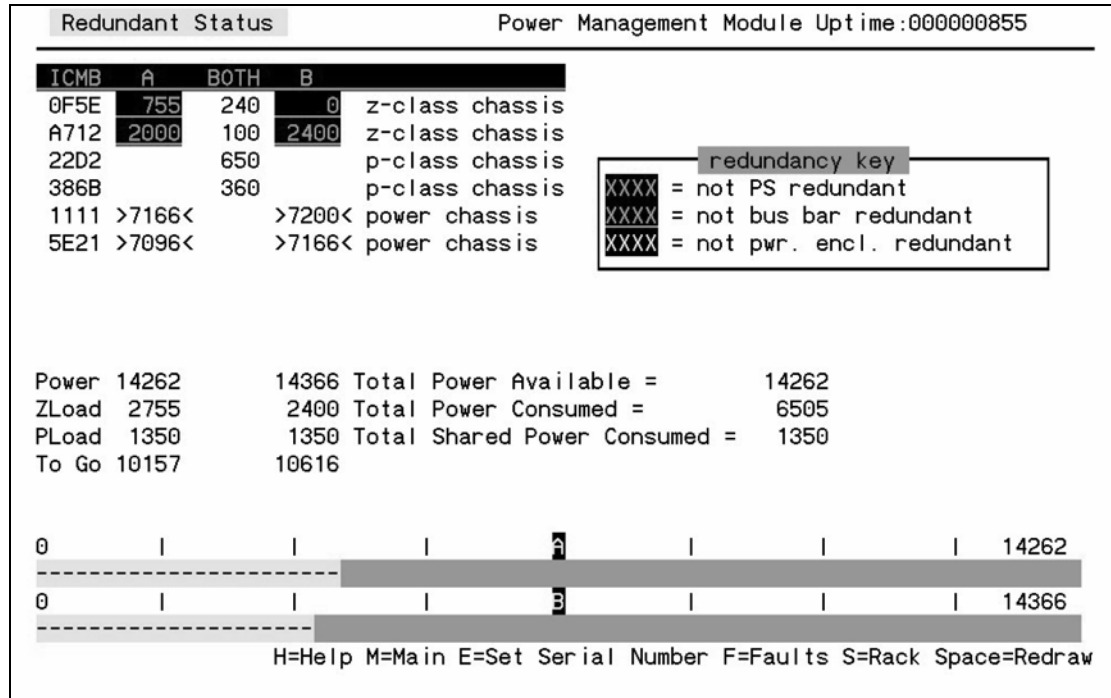 Redundant Status Power Management Module Uptime:000000855
ICMB A BOTH B
0F5E 755 240 0 z-class chassis
A712 2000 100 2400 z-class chassis
22D2 650 p-class chassis
386B 360 p-class chassis
1111 >7166< >7200< power chassis
5E21 >7096< >7166< power chassis
redundancy key
XXXX = not PS redundant
XXXX = not bus bar redundant
XXXX = not pwr. encl. redundant
Power 14262 14366 Total Power Available = 14262
ZLoad 2755 2400 Total Power Consumed = 6505
PLoad 1350 1350 Total Shared Power Consumed = 1350
To Go 10157 10616
0 | | | A | | | 14262
-----------------------
0 | | | B | | | 14366
---------------------
H=Help M=Main E=Set Serial Number F=Faults S=Rack Space=Redraw